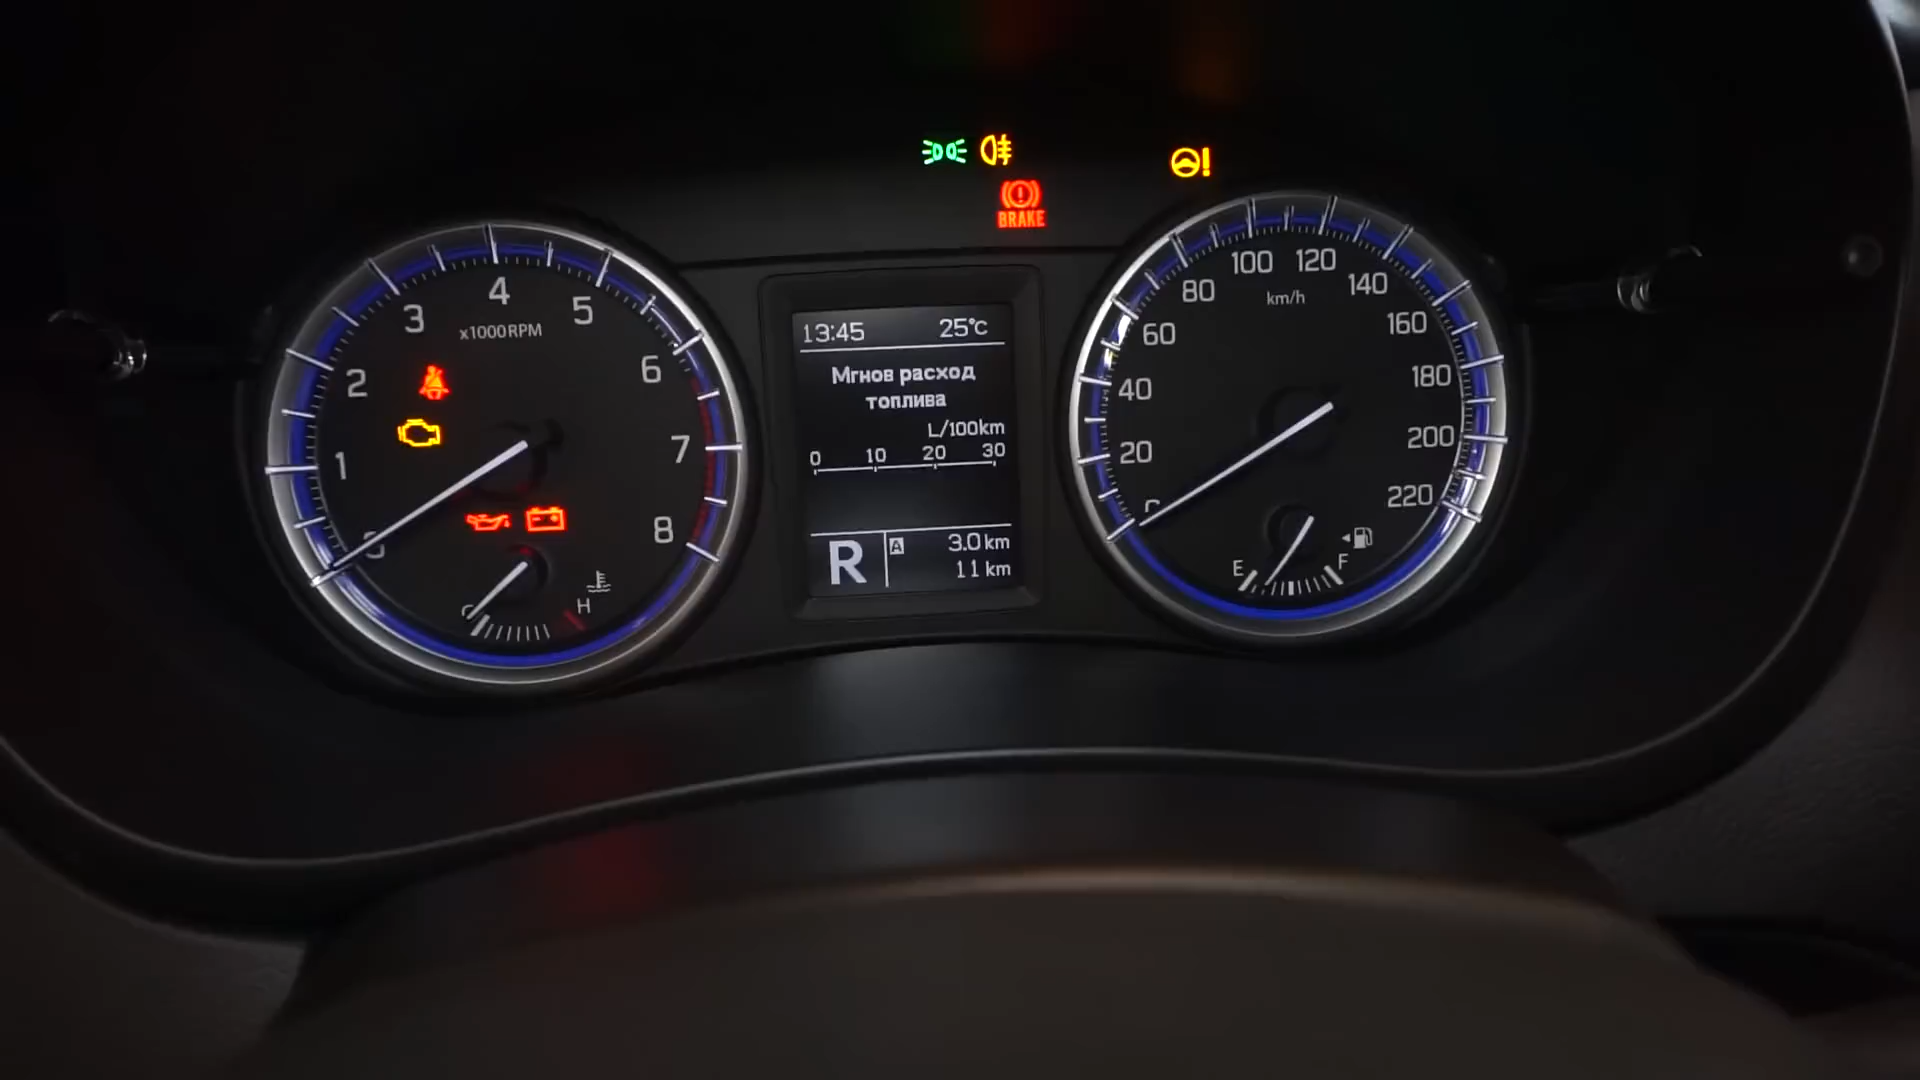 BRAKE
4
3
5
x1000RPM
2
6
1
7
8
H
13:45 25°C
Мгнов расход
топлива
L/100km
0 10 20 30
R A 3.0 km
11 km
100 120
80 140
km/h
60 160
40 180
20 200
220
E F